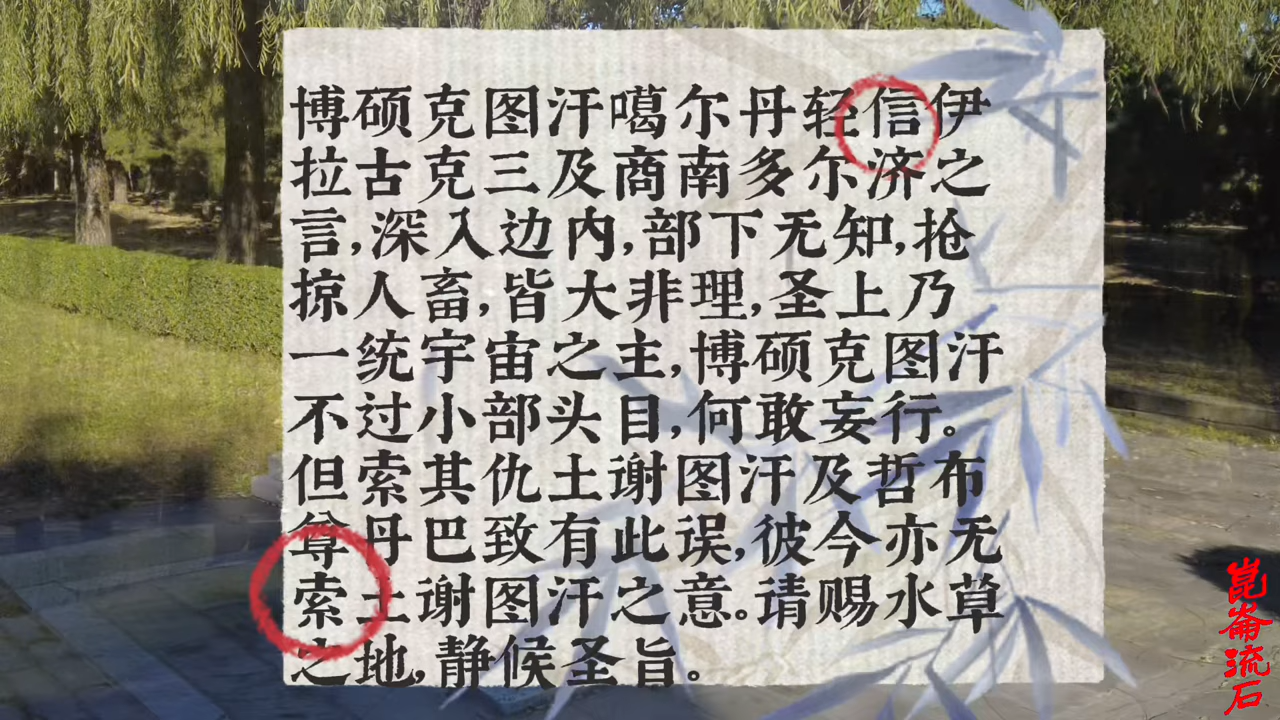 博硕克图汗噶尔丹轻信伊
拉古克三及商南多尔济之
言,深入边内,部下无知,抢
掠人畜,皆大非理,圣上乃
一统宇宙之主,博硕克图汗
不过小部头目,何敢妄行。
但索其仇土谢图汗及哲布
尊丹巴致有此误,彼今亦无
索土谢图汗之意。请赐水草
之地,静候圣旨。
崑崙流石